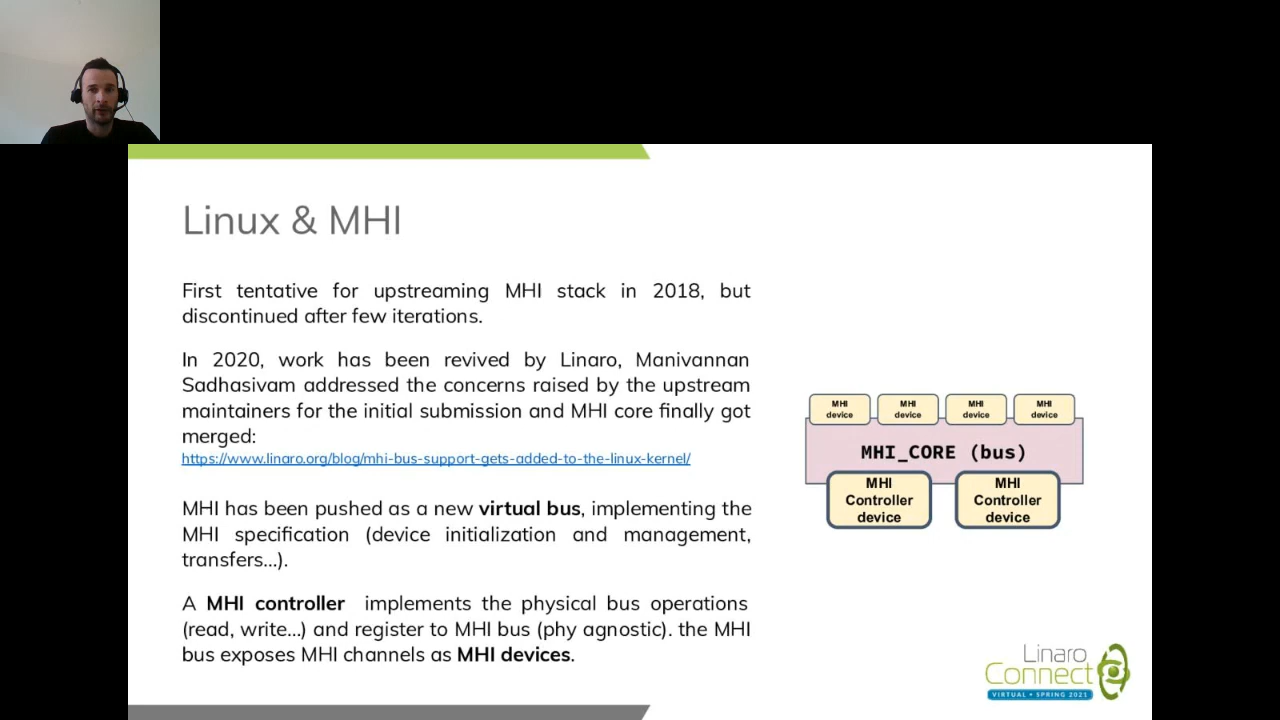 Linux & MHI
First tentative for upstreaming MHI stack in 2018, but
discontinued after few iterations.
In 2020, work has been revived by Linaro, Manivannan
Sadhasivam addressed the concerns raised by the upstream
maintainers for the initial submission and MHI core finally got
merged:
https://www.linaro.org/blog/mhi-bus-support-gets-added-to-the-linux-kernel/
MHI has been pushed as a new virtual bus, implementing the
MHI specification (device initialization and management,
transfers...).
A MHI controller implements the physical bus operations
(read, write...) and register to MHI bus (phy agnostic). the MHI
bus exposes MHI channels as MHI devices.
MHI
device
MHI
device
MHI
device
MHI
device
MHI_CORE (bus)
MHI
Controller
device
MHI
Controller
device
Linaro
Connect
VIRTUAL • SPRING 2021